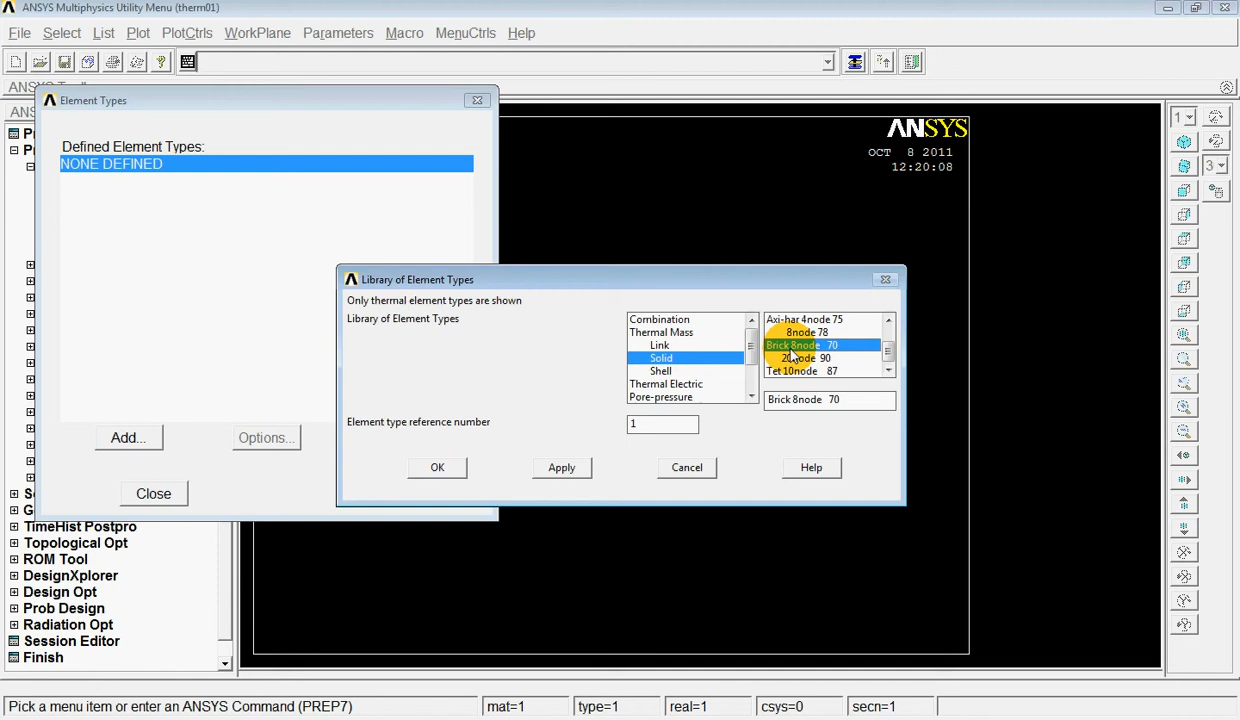 ANSYS Multiphysics Utility Menu (therm01)
File Select List Plot PlotCtrls WorkPlane Parameters Macro MenuCtrls Help
ANSYS
Element Types
ANS
ANSYS
OCT 8 2011
12:20:08
1
3
Defined Element Types:
NONE DEFINED
Library of Element Types
Only thermal element types are shown
Library of Element Types
Combination
Thermal Mass
Link
Solid
Shell
Thermal Electric
Pore-pressure
Axi-har 4node 75
8node 78
Brick 8node 70
20node 90
Tet 10node 87
Brick 8node 70
Element type reference number
1
OK Apply Cancel Help
Add... Options...
Close
TimeHist Postpro
Topological Opt
ROM Tool
DesignXplorer
Design Opt
Prob Design
Radiation Opt
Session Editor
Finish
Pick a menu item or enter an ANSYS Command (PREP7) mat=1 type=1 real=1 csys=0 secn=1